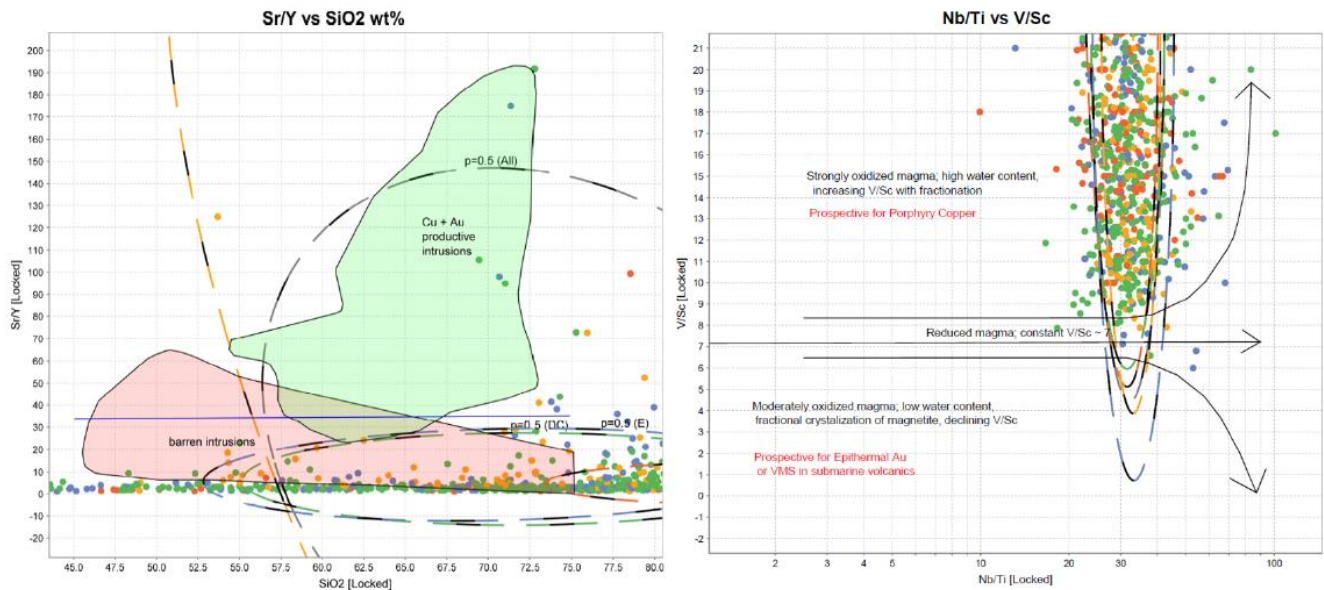 Sr/Y vs SiO2 wt%
200
190
180
170
160
150
140
130
120
110
100
90
80
70
60
50
40
30
20
10
0
-10
-20
Sr/Y [Locked]
p=0.5 (All)
Cu + Au
productive
intrusions
barren intrusions
p=0.5 (DC)
p=0.5 (E)
45.0 47.5 50.0 52.5 55.0 57.5 60.0 62.5 65.0 67.5 70.0 72.5 75.0 77.5 80.0
SiO2 [Locked]
Nb/Ti vs V/Sc
21
20
19
18
17
16
15
14
13
12
11
10
9
8
7
6
5
4
3
2
1
0
-1
-2
V/Sc [Locked]
Strongly oxidized magma; high water content,
increasing V/Sc with fractionation
Prospective for Porphyry Copper
Reduced magma; constant V/Sc ~ 7
Moderately oxidized magma; low water content,
fractional crystalization of magnetite, declining V/Sc
Prospective for Epithermal Au
or VMS in submarine volcanics
2 3 2 3 10 20 30 100
Nb/Ti [Locked]